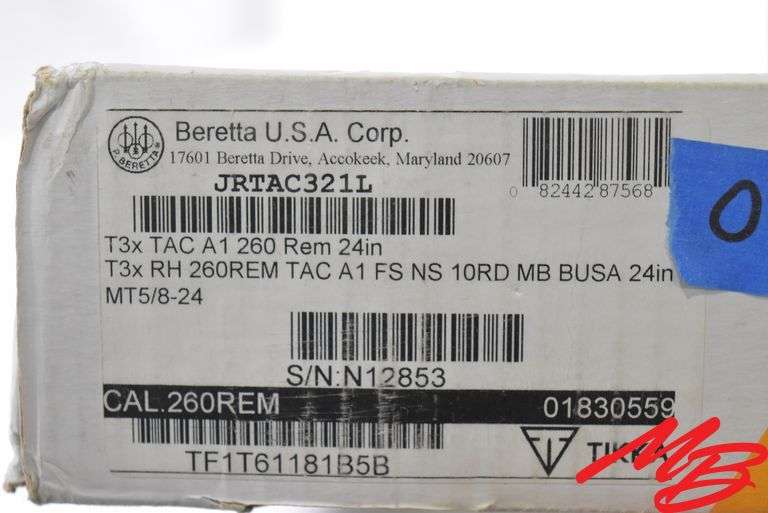 P. BERETTA
Beretta U.S.A. Corp.
17601 Beretta Drive, Accokeek, Maryland 20607
JRTAC321L
0 82442 87568
T3x TAC A1 260 Rem 24in
T3x RH 260REM TAC A1 FS NS 10RD MB BUSA 24in
MT5/8-24
S/N:N12853
CAL.260REM 01830559
TF1T61181B5B
TIKKA
MB
0